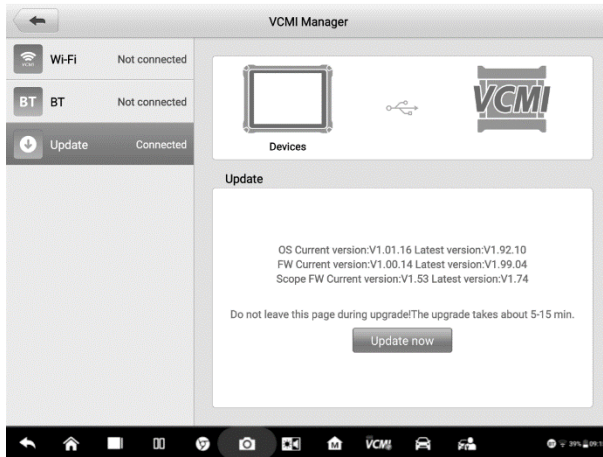 VCMI Manager
Wi-Fi Not connected
BT BT Not connected
Update Connected
VCMI
Devices
Update
OS Current version:V1.01.16 Latest version:V1.92.10
FW Current version:V1.00.14 Latest version:V1.99.04
Scope FW Current version:V1.53 Latest version:V1.74
Do not leave this page during upgrade!The upgrade takes about 5-15 min.
Update now
M VCMI 39%